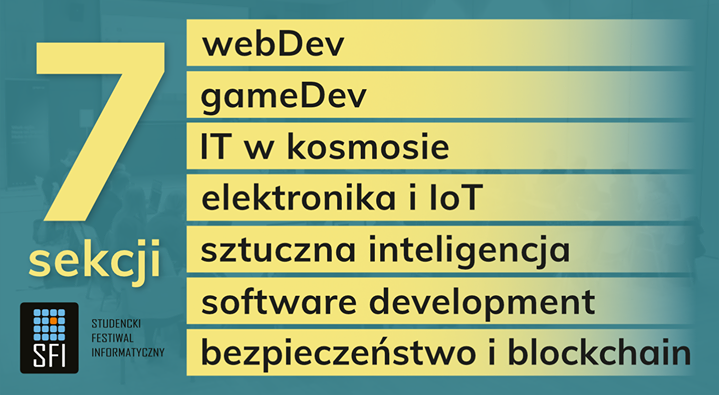 7
sekcji
webDev
gameDev
IT w kosmosie
elektronika i IoT
sztuczna inteligencja
software development
bezpieczeństwo i blockchain
SFI
STUDENCKI
FESTIWAL
INFORMATYCZNY